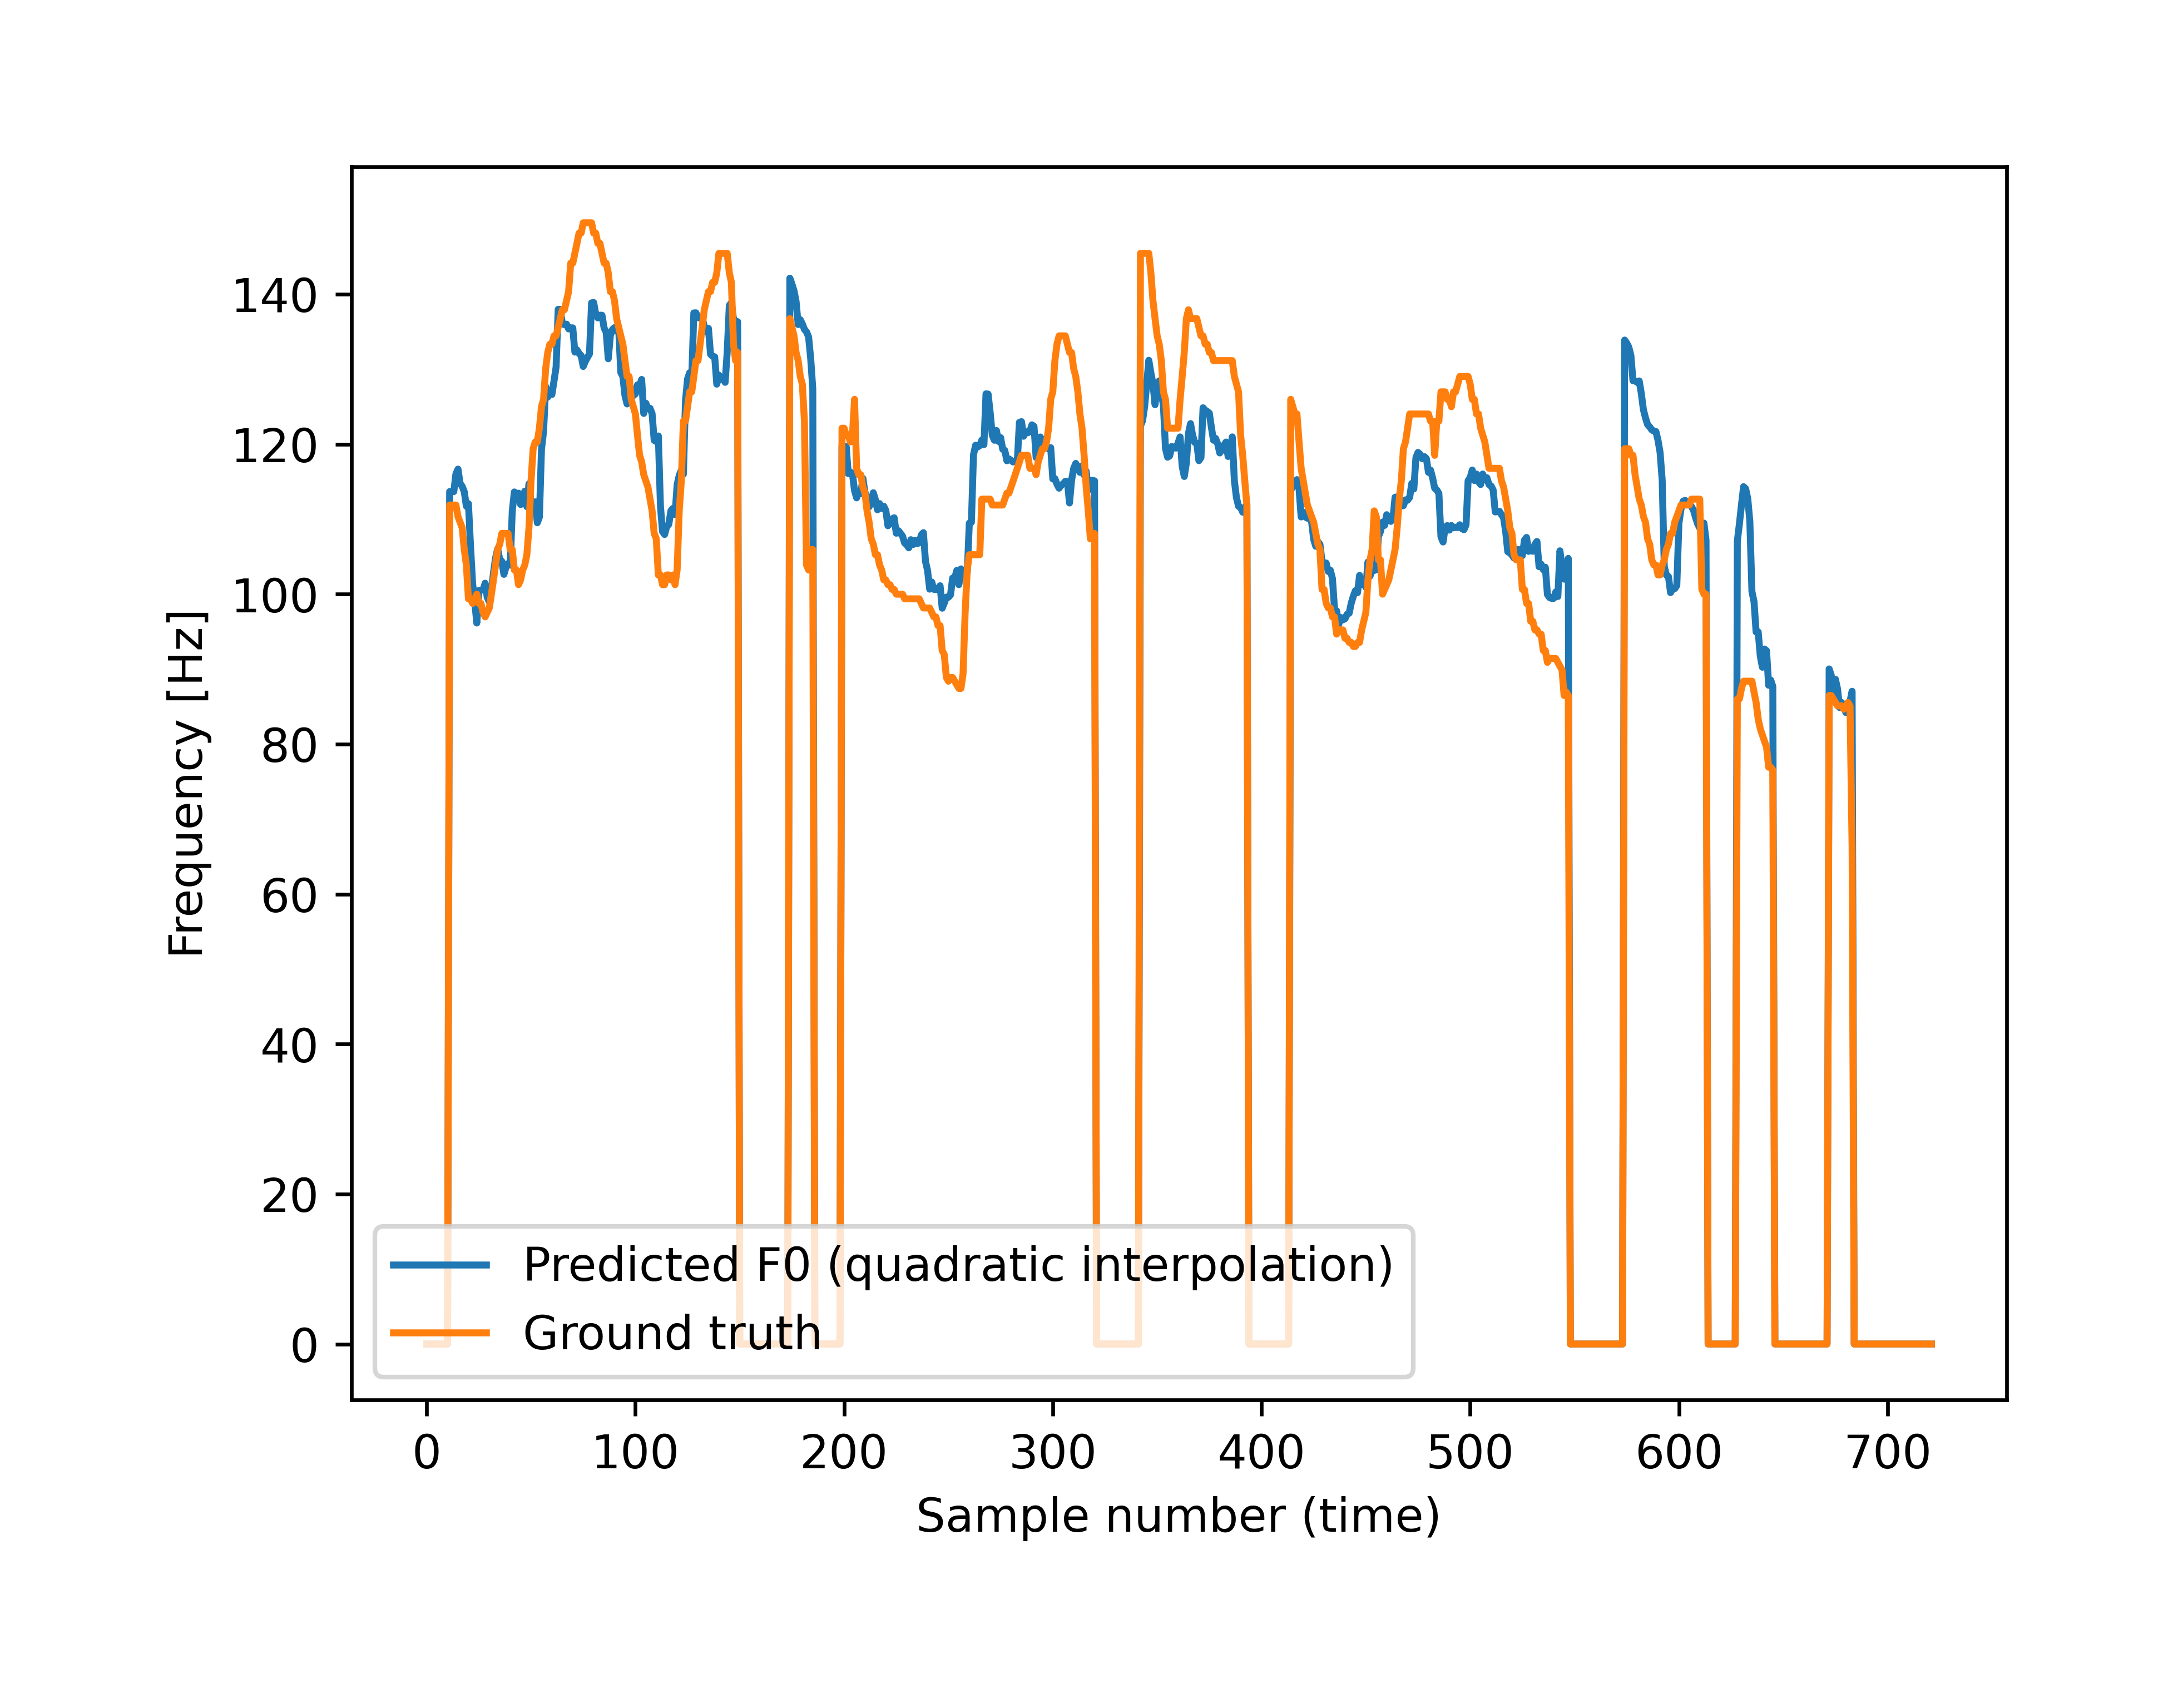 Frequency [Hz]
140
120
100
80
60
40
20
0
Predicted F0 (quadratic interpolation)
Ground truth
0 100 200 300 400 500 600 700
Sample number (time)